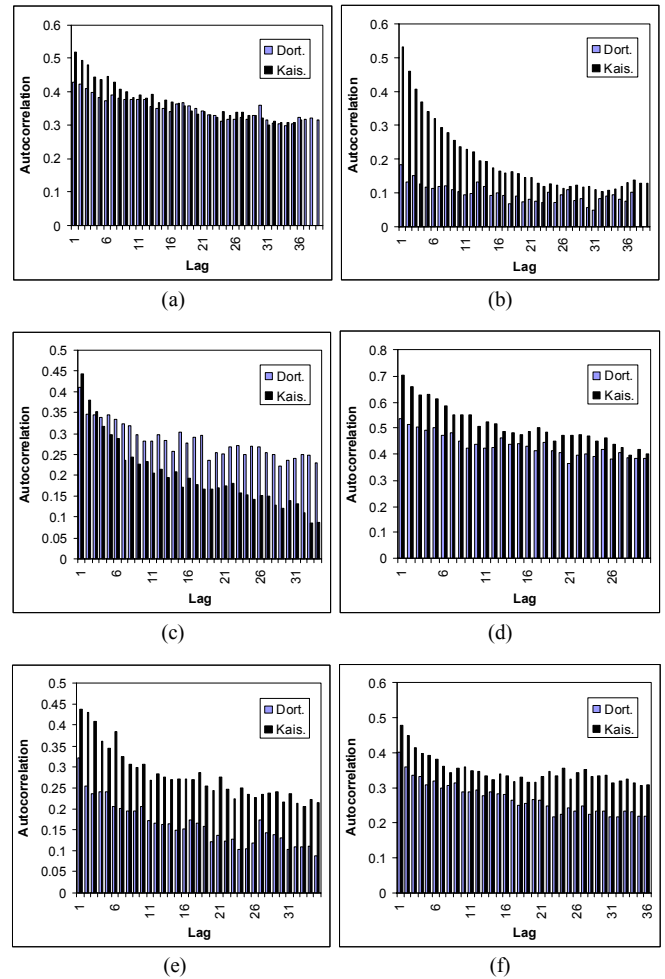 0.6
0.5
0.4
0.3
0.2
0.1
0
Autocorrelation
Dort.
Kais.
1 6 11 16 21 26 31 36
Lag
(a)
0.6
0.5
0.4
0.3
0.2
0.1
0
Autocorrelation
Dort.
Kais.
1 6 11 16 21 26 31 36
Lag
(b)
0.5
0.45
0.4
0.35
0.3
0.25
0.2
0.15
0.1
0.05
0
Autocorrelation
Dort.
Kais.
1 6 11 16 21 26 31
Lag
(c)
0.8
0.7
0.6
0.5
0.4
0.3
0.2
0.1
0
Autocorrelation
Dort.
Kais.
1 6 11 16 21 26
Lag
(d)
0.5
0.45
0.4
0.35
0.3
0.25
0.2
0.15
0.1
0.05
0
Autocorrelation
Dort.
Kais.
1 6 11 16 21 26 31
Lag
(e)
0.6
0.5
0.4
0.3
0.2
0.1
0
Autocorrelation
Dort.
Kais.
1 6 11 16 21 26 31 36
Lag
(f)